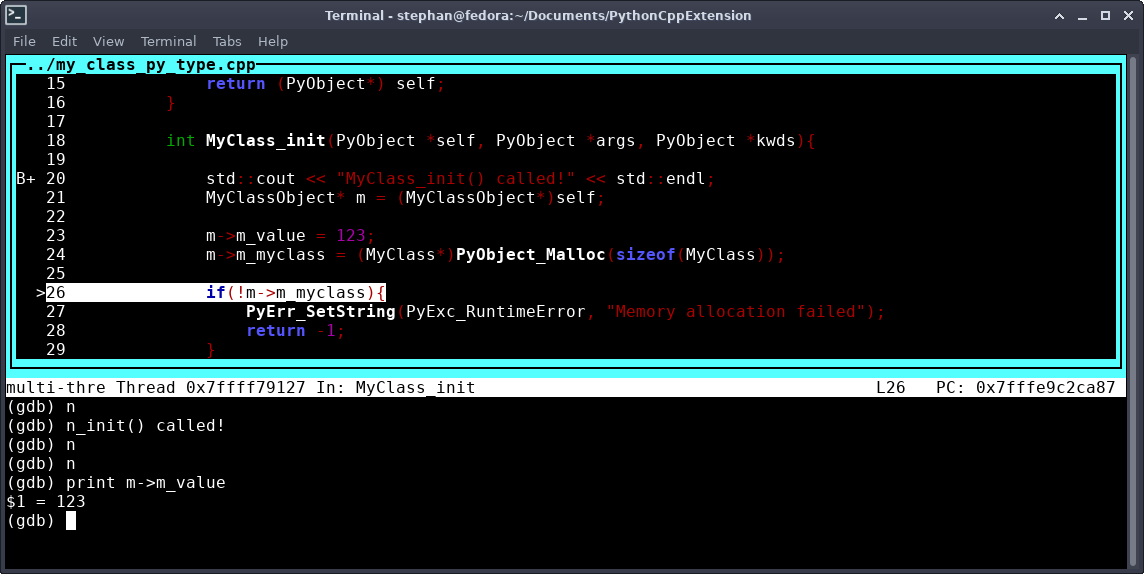 Terminal - stephan@fedora:~/Documents/PythonCppExtension
File Edit View Terminal Tabs Help
../my_class_py_type.cpp
15 return (PyObject*) self;
16 }
17
18 int MyClass_init(PyObject *self, PyObject *args, PyObject *kwds){
19
B+ 20 std::cout << "MyClass_init() called!" << std::endl;
21 MyClassObject* m = (MyClassObject*)self;
22
23 m->m_value = 123;
24 m->m_myclass = (MyClass*)PyObject_Malloc(sizeof(MyClass));
25
>26 if(!m->m_myclass){
27 PyErr_SetString(PyExc_RuntimeError, "Memory allocation failed");
28 return -1;
29 }
multi-thre Thread 0x7ffff79127 In: MyClass_init L26 PC: 0x7fffe9c2ca87
(gdb) n
(gdb) n_init() called!
(gdb) n
(gdb) n
(gdb) print m->m_value
$1 = 123
(gdb)